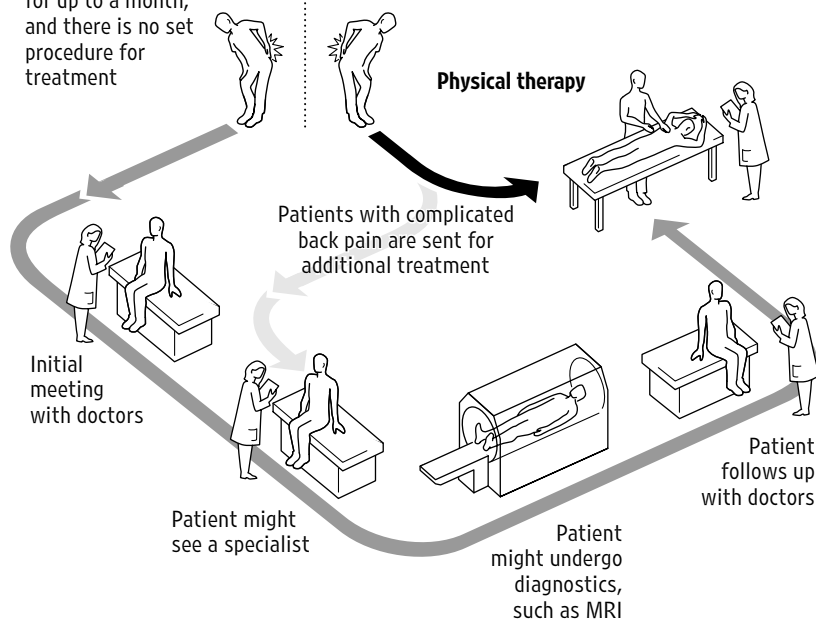 for up to a month,
and there is no set
procedure for
treatment
Physical therapy
Patients with complicated
back pain are sent for
additional treatment
Initial
meeting
with doctors
Patient might
see a specialist
Patient
might undergo
diagnostics,
such as MRI
Patient
follows up
with doctors